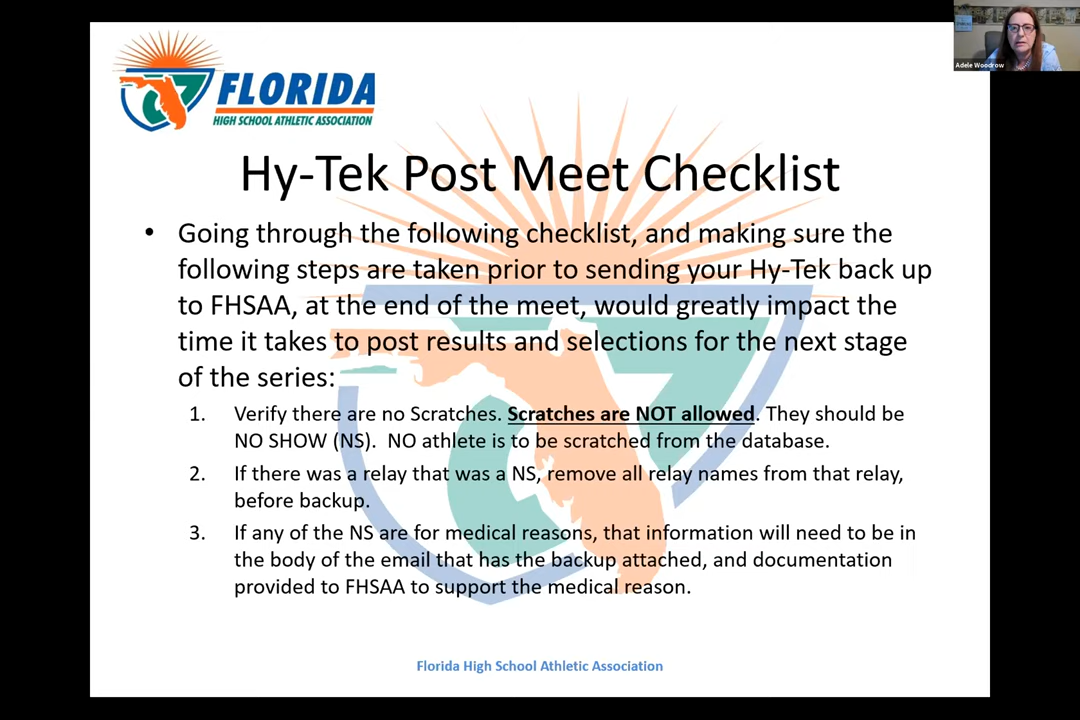 Adele Woodrow
FLORIDA
HIGH SCHOOL ATHLETIC ASSOCIATION
Hy-Tek Post Meet Checklist
• Going through the following checklist, and making sure the
following steps are taken prior to sending your Hy-Tek back up
to FHSAA, at the end of the meet, would greatly impact the
time it takes to post results and selections for the next stage
of the series:
1. Verify there are no Scratches. Scratches are NOT allowed. They should be
NO SHOW (NS). NO athlete is to be scratched from the database.
2. If there was a relay that was a NS, remove all relay names from that relay,
before backup.
3. If any of the NS are for medical reasons, that information will need to be in
the body of the email that has the backup attached, and documentation
provided to FHSAA to support the medical reason.
Florida High School Athletic Association